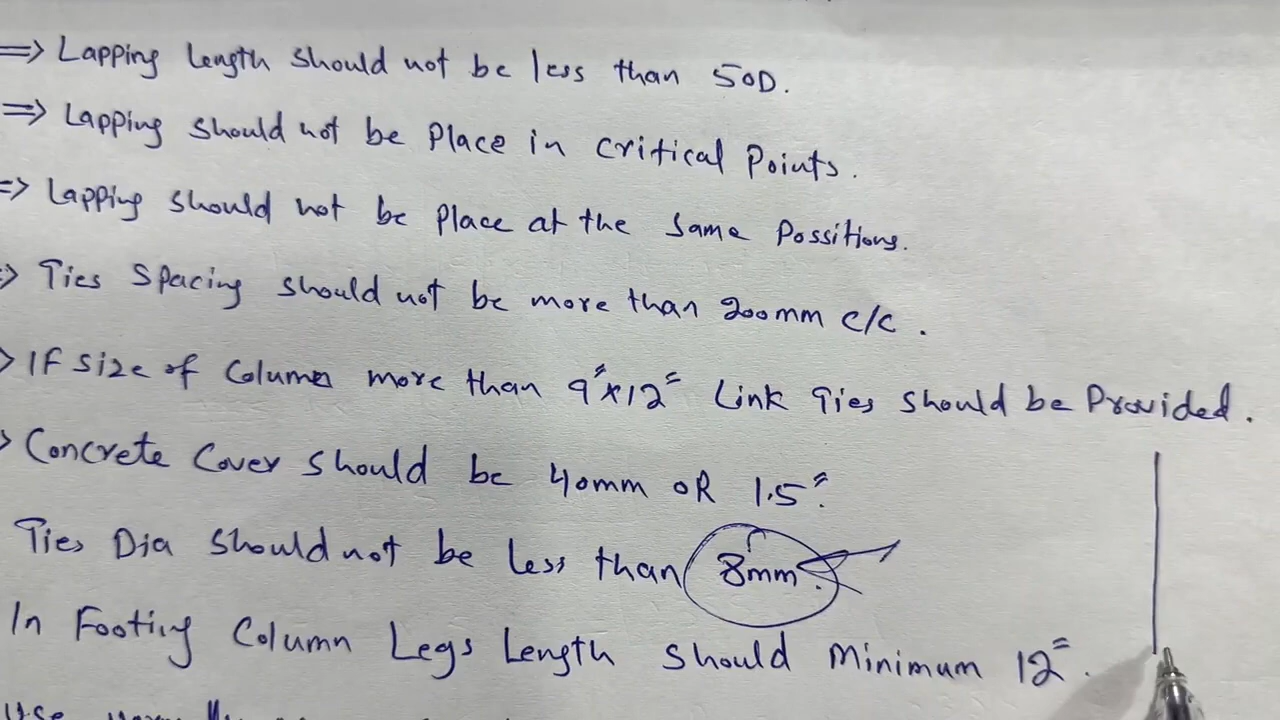 => Lapping length should not be less than 50D.
=> Lapping should not be Place in critical Points.
=> Lapping should not be Place at the same Possitions.
=> Ties Spacing should not be more than 200mm c/c.
> IF size of Column more than 9"x12" Link Ties should be Provided.
> Concrete Cover should be 40mm OR 1.5".
Ties Dia should not be less than 8mm.
In Footing Column Legs Length should Minimum 12".
Use